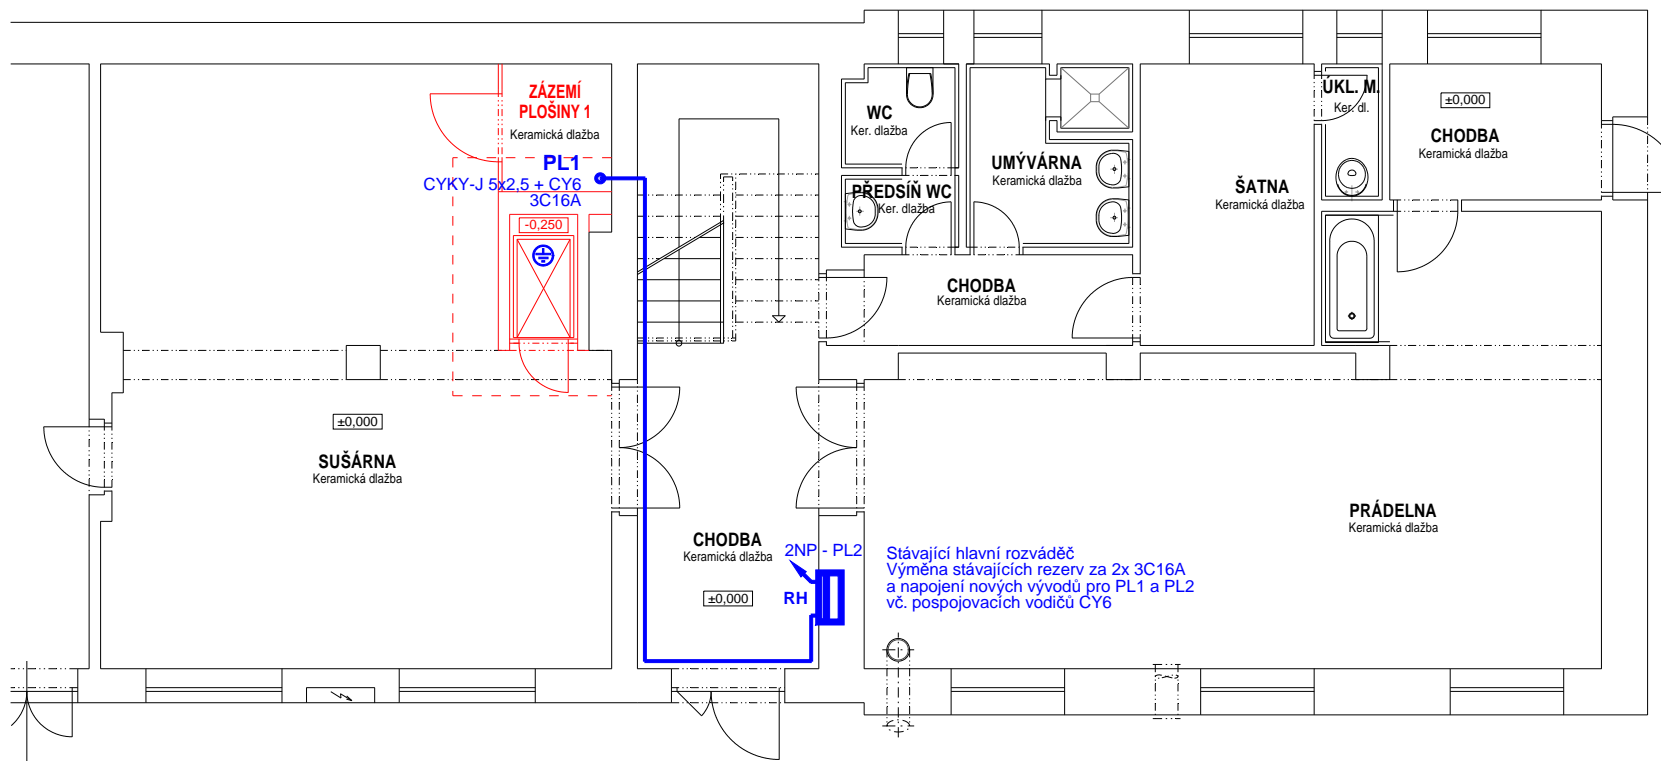 ZÁZEMÍ
PLOŠINY 1
Keramická dlažba
PL1
CYKY-J 5x2,5 + CY6
3C16A
-0,250
WC
Ker. dlažba
PŘEDSÍŇ WC
Ker. dlažba
UMÝVÁRNA
Keramická dlažba
ŠATNA
Keramická dlažba
ÚKL. M.
Ker. dl.
±0,000
CHODBA
Keramická dlažba
CHODBA
Keramická dlažba
±0,000
SUŠÁRNA
Keramická dlažba
CHODBA
Keramická dlažba
±0,000
2NP - PL2
RH
Stávající hlavní rozváděč
Výměna stávajících rezerv za 2x 3C16A
a napojení nových vývodů pro PL1 a PL2
vč. pospojovacích vodičů CY6
PRÁDELNA
Keramická dlažba